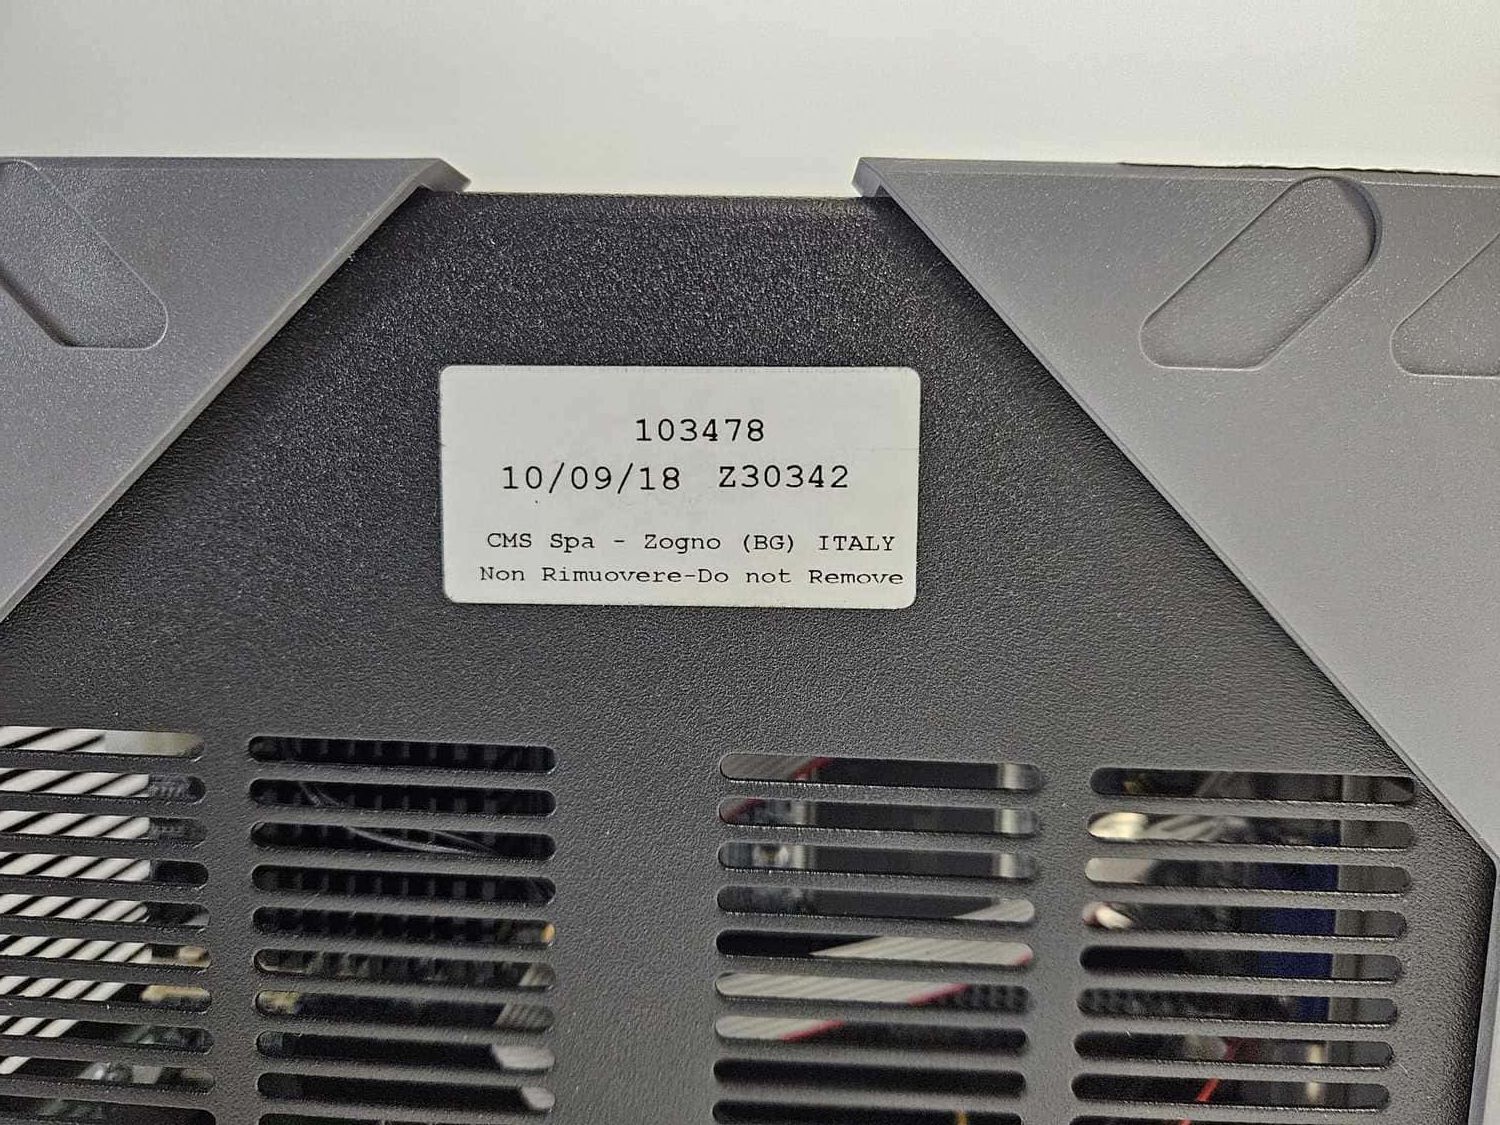 103478
10/09/18 Z30342
CMS Spa - Zogno (BG) ITALY
Non Rimuovere-Do not Remove